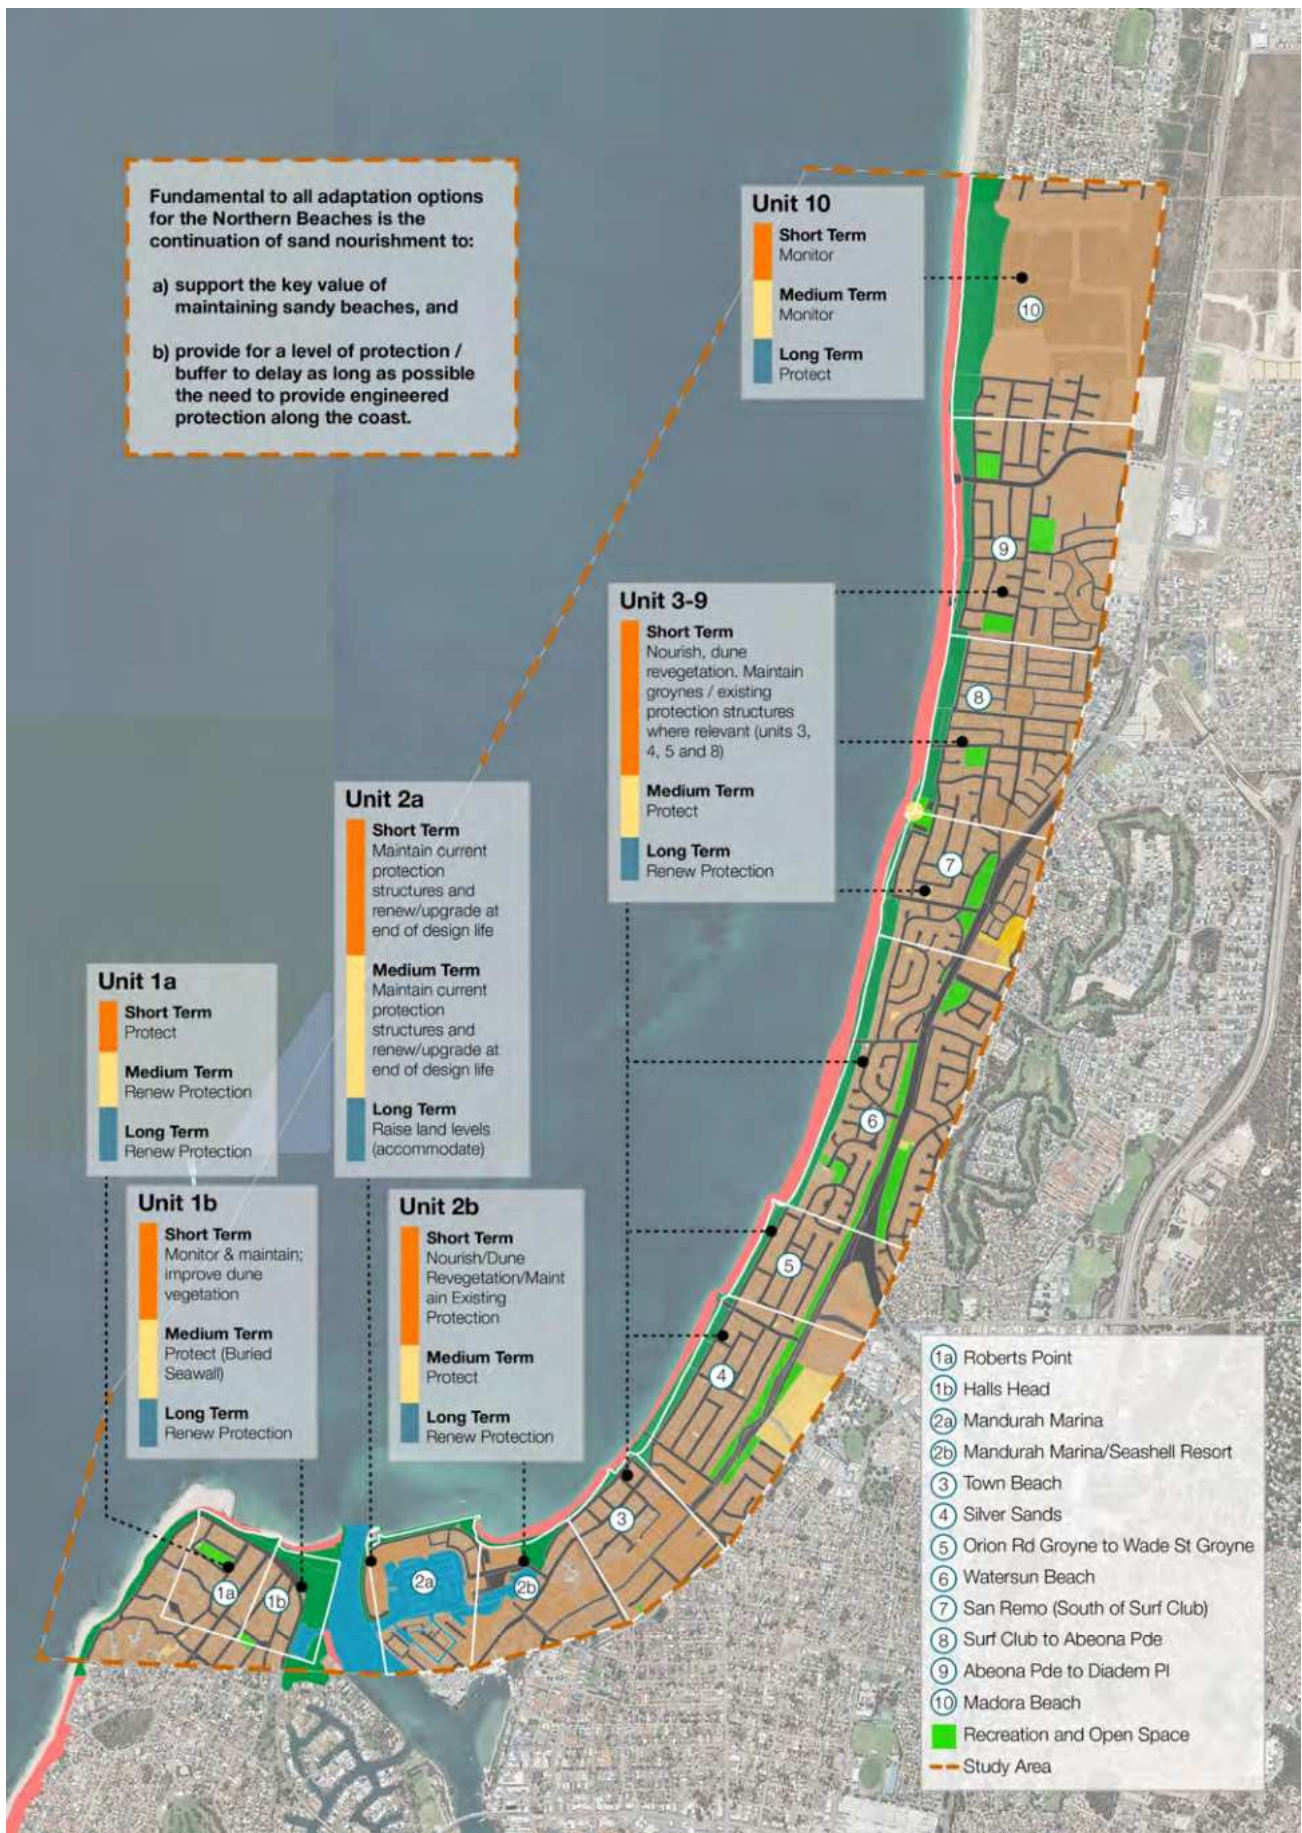 Fundamental to all adaptation options
for the Northern Beaches is the
continuation of sand nourishment to:
a) support the key value of
maintaining sandy beaches, and
b) provide for a level of protection /
buffer to delay as long as possible
the need to provide engineered
protection along the coast.
Unit 10
Short Term
Monitor
Medium Term
Monitor
Long Term
Protect
10
9
Unit 3-9
Short Term
Nourish, dune
revegetation. Maintain
groynes / existing
protection structures
where relevant (units 3,
4, 5 and 8)
Medium Term
Protect
Long Term
Renew Protection
8
7
Unit 2a
Short Term
Maintain current
protection
structures and
renew/upgrade at
end of design life
Medium Term
Maintain current
protection
structures and
renew/upgrade at
end of design life
Long Term
Raise land levels
(accommodate)
Unit 1a
Short Term
Protect
Medium Term
Renew Protection
Long Term
Renew Protection
6
Unit 1b
Short Term
Monitor & maintain;
improve dune
vegetation
Medium Term
Protect (Buried
Seawall)
Long Term
Renew Protection
Unit 2b
Short Term
Nourish/Dune
Revegetation/Maint
ain Existing
Protection
Medium Term
Protect
Long Term
Renew Protection
5
4
3
1a
1b
2a
2b
1a Roberts Point
1b Halls Head
2a Mandurah Marina
2b Mandurah Marina/Seashell Resort
3 Town Beach
4 Silver Sands
5 Orion Rd Groyne to Wade St Groyne
6 Watersun Beach
7 San Remo (South of Surf Club)
8 Surf Club to Abeona Pde
9 Abeona Pde to Diadem Pl
10 Madora Beach
Recreation and Open Space
Study Area